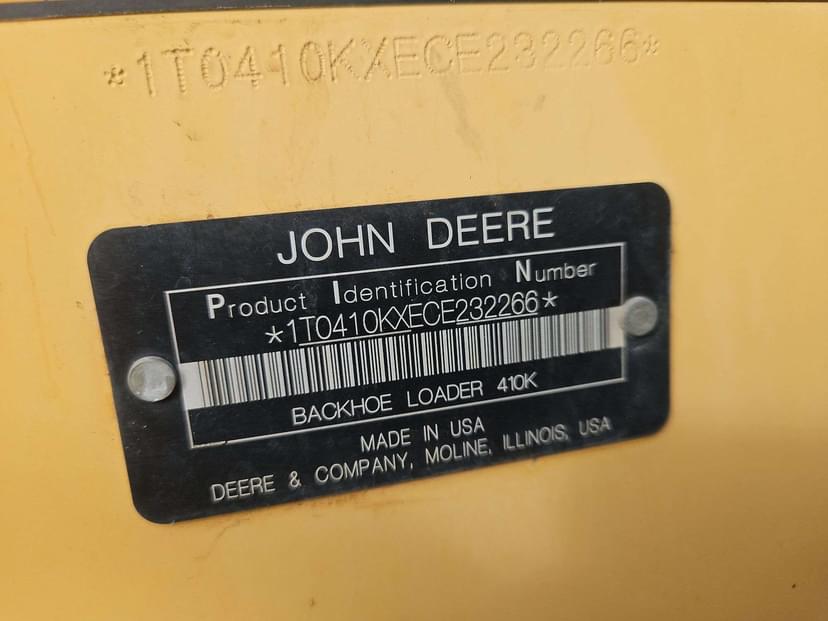 *1T0410KXECE232266*
JOHN DEERE
Product Identification Number
*1T0410KXECE232266*
BACKHOE LOADER 410K
MADE IN USA
DEERE & COMPANY, MOLINE, ILLINOIS, USA